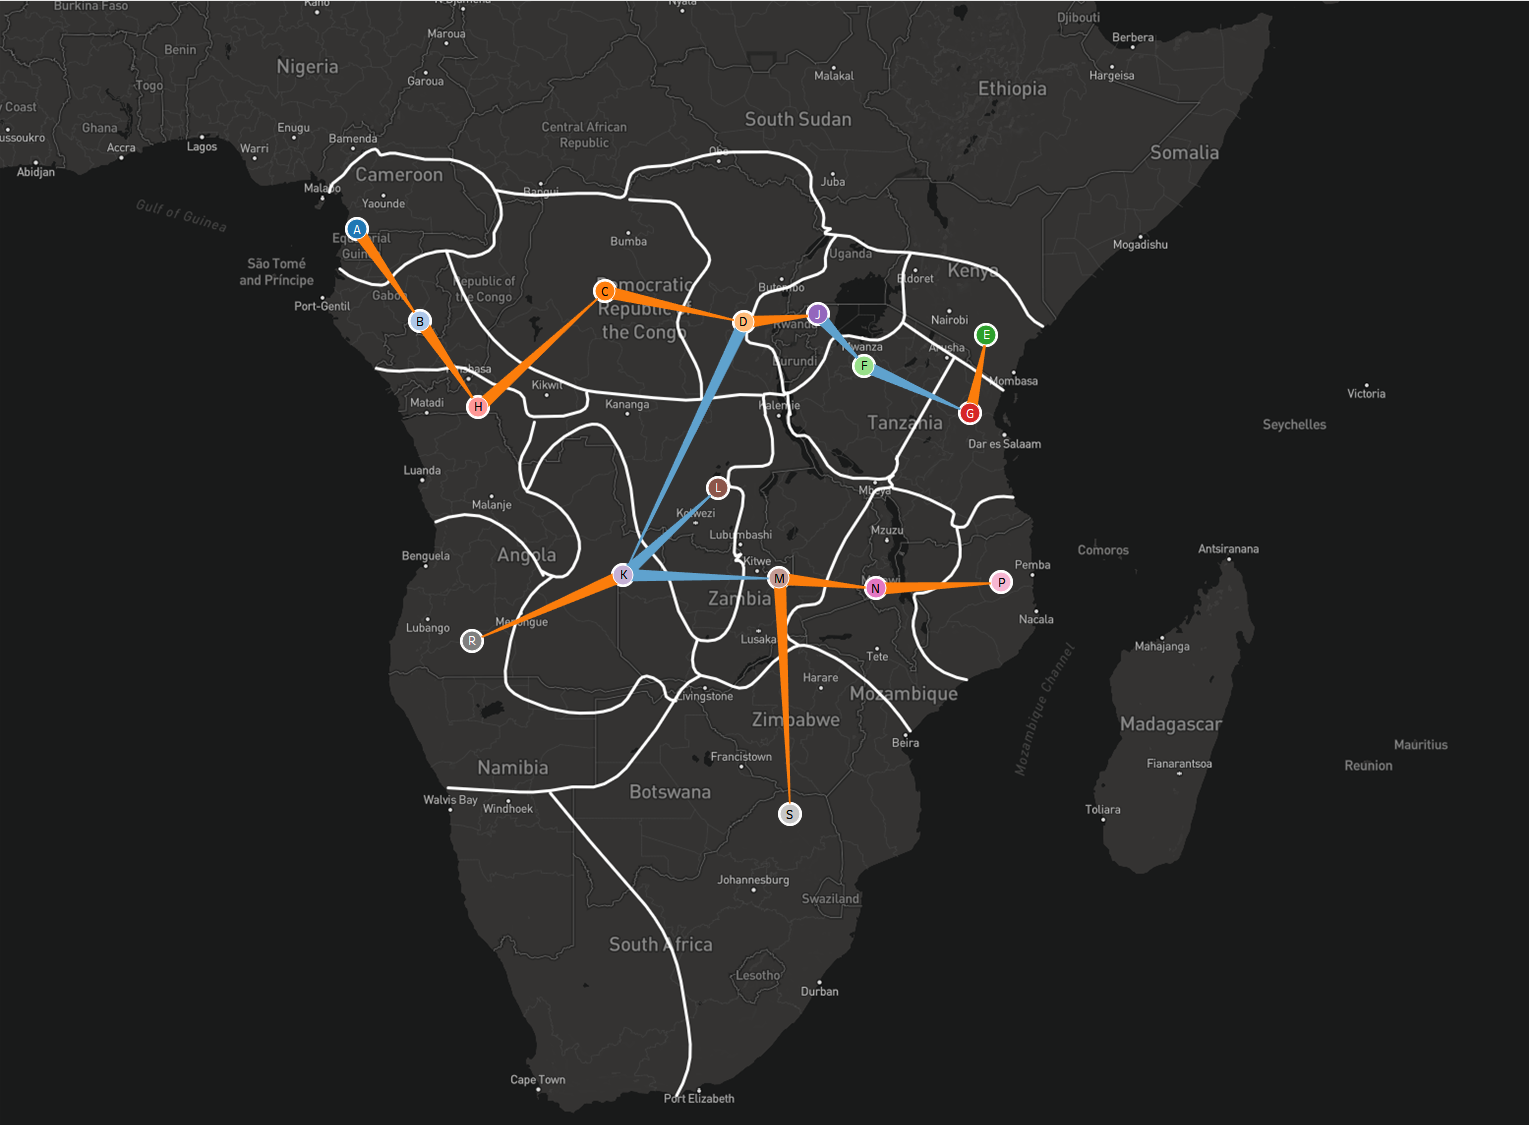 Burkina Faso
Kano
N'Djamena
Nyala
Djibouti
Berbera
Maroua
Benin
Nigeria
Garoua
Malakal
Hargeisa
Togo
Ethiopia
Coast
Ghana
Enugu
Bamenda
Central African
Republic
South Sudan
ussoukro
Accra
Lagos
Warri
Obo
Somalia
Abidjan
Cameroon
Juba
Malabo
Bangui
Yaounde
Gulf of Guinea
A
Equatorial
Guinea
Bumba
Uganda
Mogadishu
São Tomé
and Príncipe
Republic of
the Congo
Democratic
Republic of
the Congo
C
Butembo
Eldoret
Kenya
Port-Gentil
Gabon
B
D
J
Rwanda
Nairobi
E
Mwanza
Arusha
Burundi
F
Kinshasa
Kikwit
Mombasa
Victoria
Matadi
H
Kananga
Kalemie
G
Tanzania
Seychelles
Dar es Salaam
Luanda
L
Mbeya
Malanje
Kolwezi
Lubumbashi
Mzuzu
Benguela
Angola
Kitwe
Comoros
Antsiranana
K
M
Malawi
N
P
Pemba
Zambia
Lubango
Menongue
R
Lusaka
Nacala
Tete
Mahajanga
Livingstone
Harare
Mozambique
Mozambique Channel
Zimbabwe
Madagascar
Beira
Mauritius
Namibia
Francistown
Fianarantsoa
Reunion
Walvis Bay
Windhoek
Botswana
S
Toliara
Johannesburg
Swaziland
South Africa
Lesotho
Durban
Cape Town
Port Elizabeth